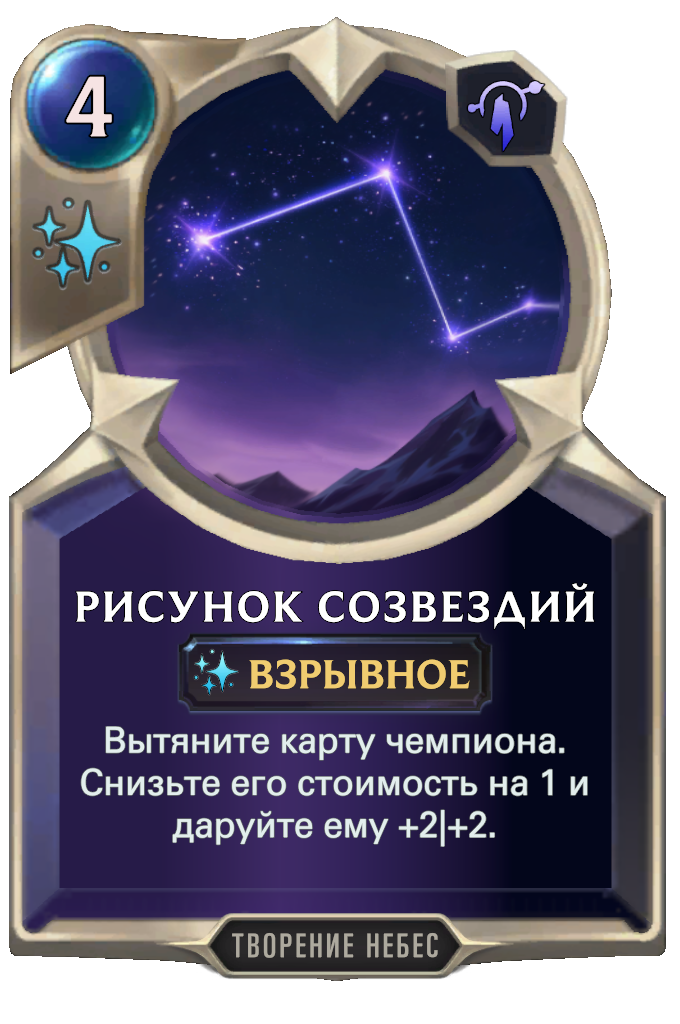 4
РИСУНОК СОЗВЕЗДИЙ
ВЗРЫВНОЕ
Вытяните карту чемпиона.
Снизьте его стоимость на 1 и
даруйте ему +2|+2.
ТВОРЕНИЕ НЕБЕС